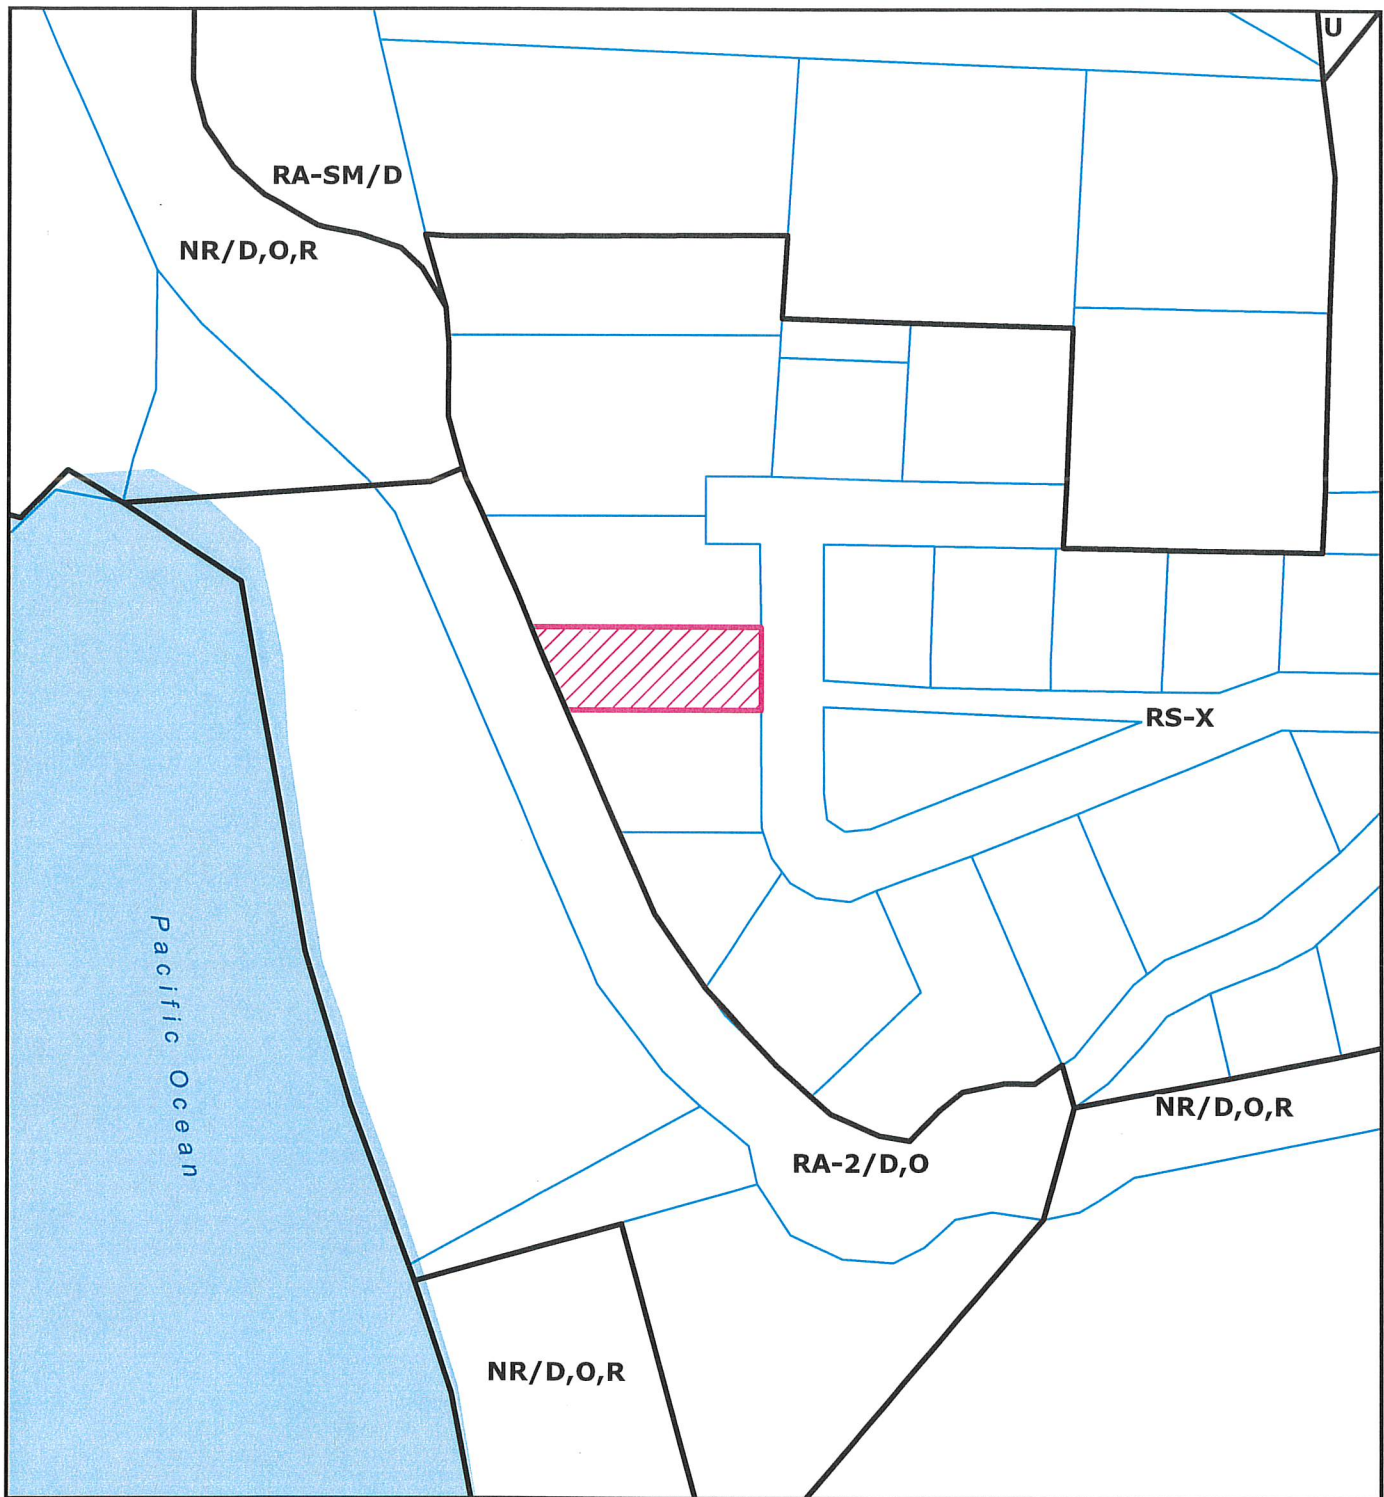 U
RA-SM/D
NR/D,O,R
RS-X
Pacific Ocean
NR/D,O,R
RA-2/D,O
NR/D,O,R